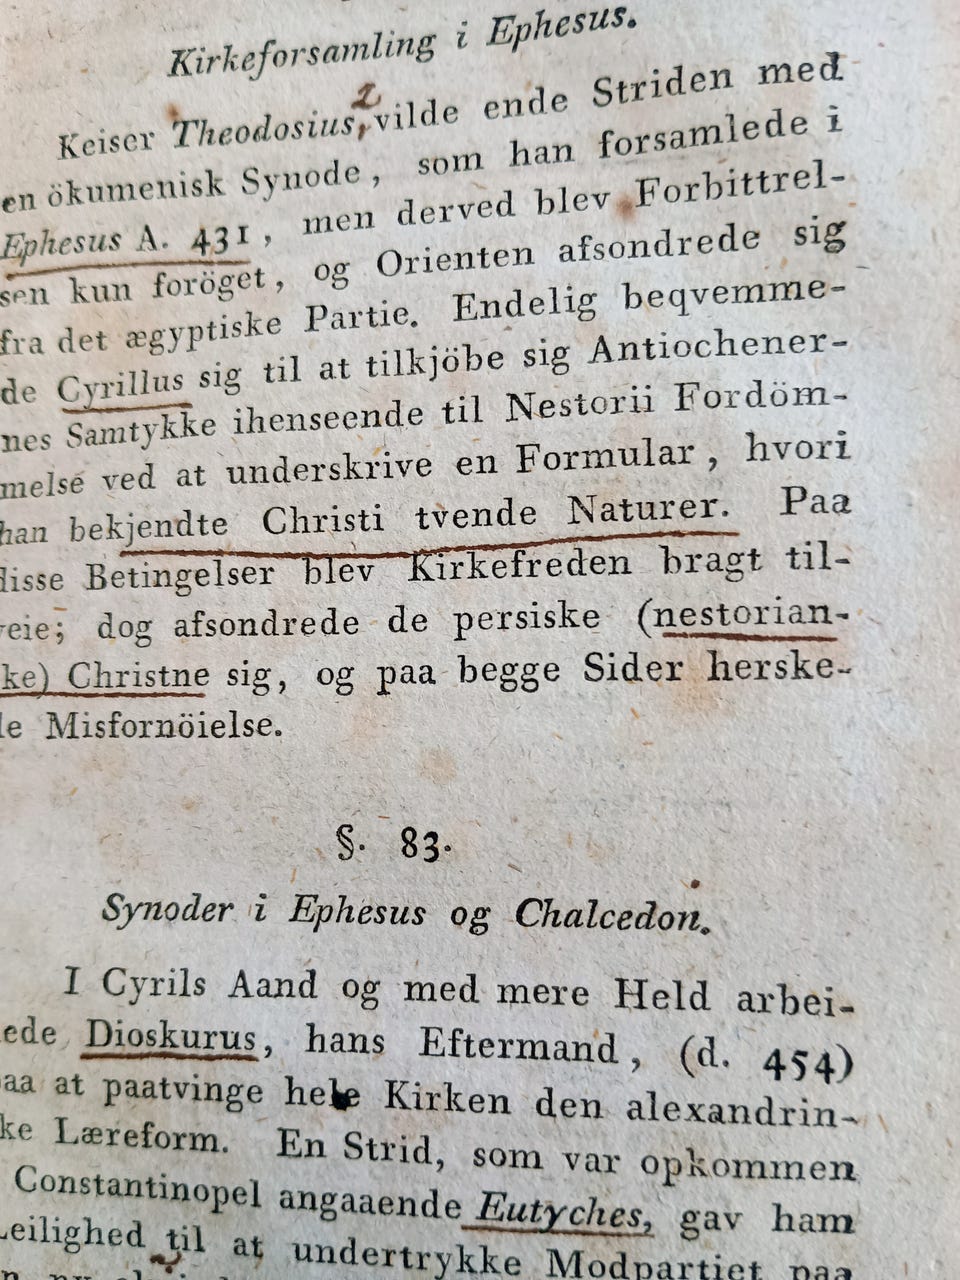 Kirkeforsamling i Ephesus.
Keiser Theodosius, 2 vilde ende Striden med
en ökumenisk Synode, som han forsamlede i
Ephesus A. 431, men derved blev Forbittrel-
sen kun foröget, og Orienten afsondrede sig
fra det ægyptiske Partie. Endelig beqvemme-
de Cyrillus sig til at tilkjöbe sig Antiochener-
nes Samtykke ihenseende til Nestorii Fordöm-
melse ved at underskrive en Formular, hvori
han bekjendte Christi tvende Naturer. Paa
disse Betingelser blev Kirkefreden bragt til-
veie; dog afsondrede de persiske (nestorian-
ke) Christne sig, og paa begge Sider herske-
de Misfornöielse.
§. 83.
Synoder i Ephesus og Chalcedon.
I Cyrils Aand og med mere Held arbei-
ede Dioskurus, hans Eftermand, (d. 454)
paa at paatvinge hele Kirken den alexandrin-
ke Læreform. En Strid, som var opkommen
Constantinopel angaaende Eutyches, gav ham
Leilighed til at undertrykke Modpartiet paa